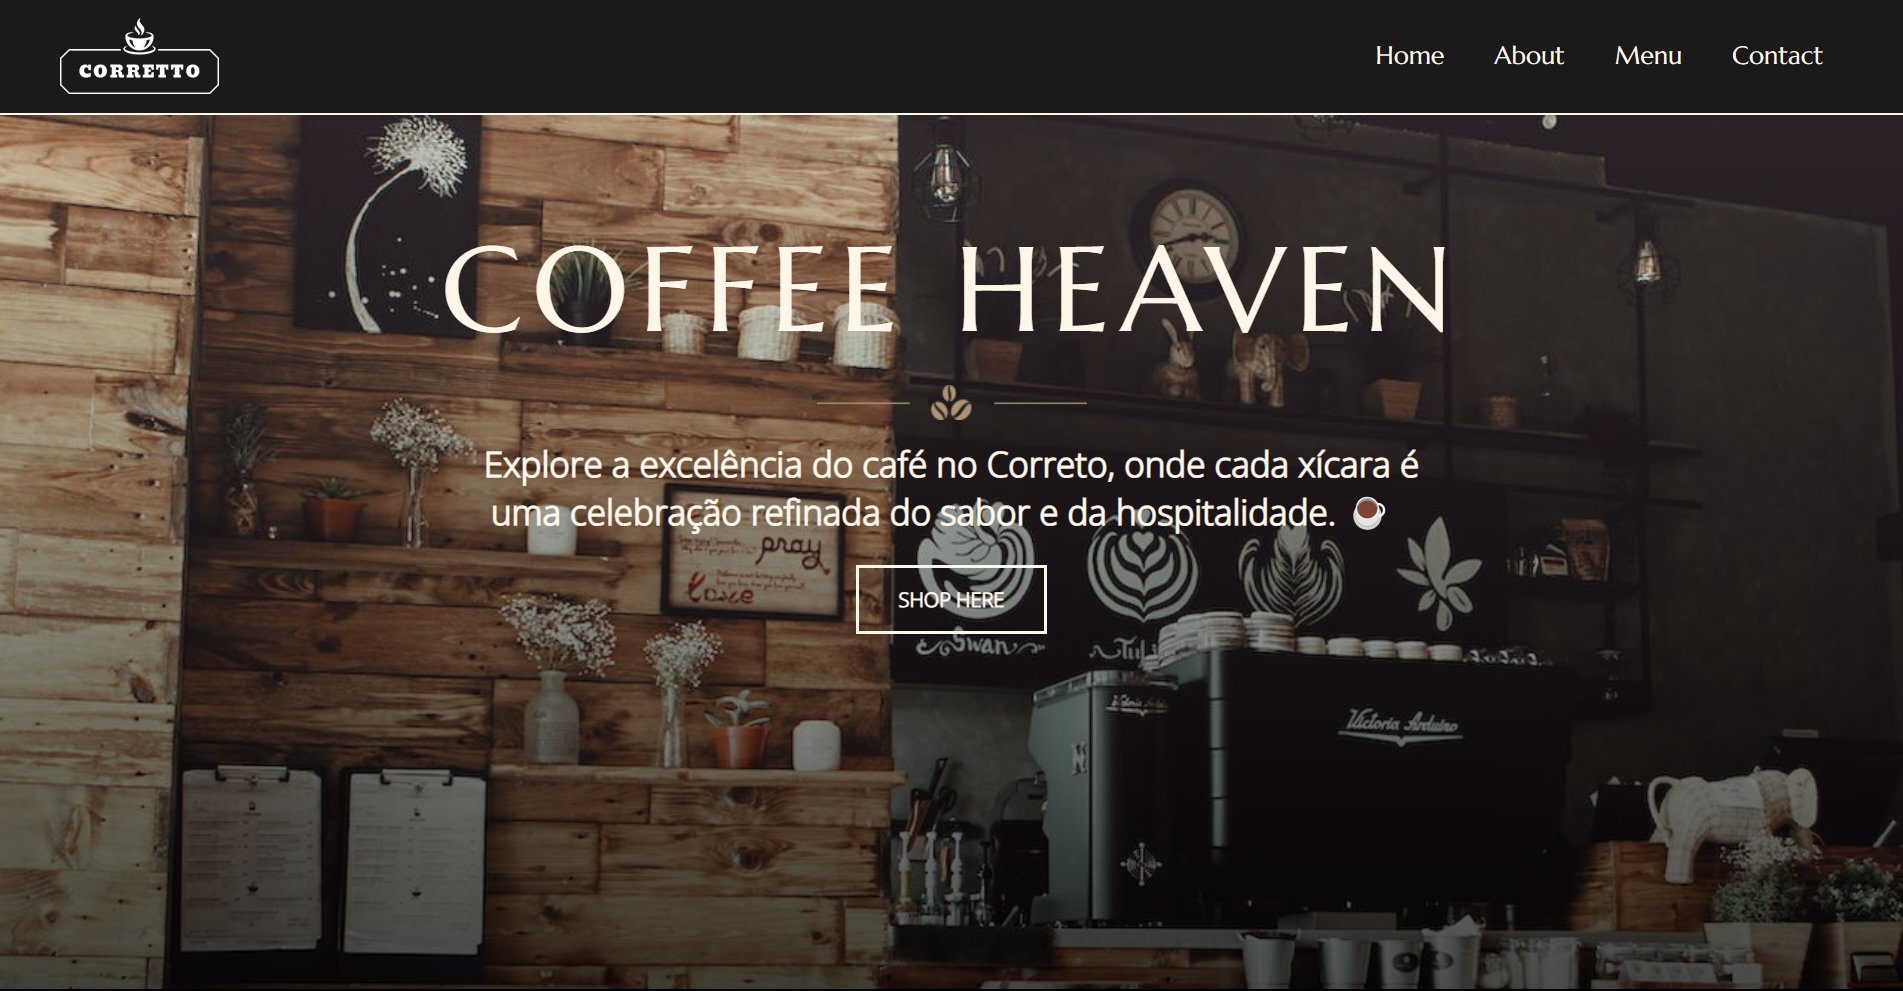 CORRETTO
Home About Menu Contact
COFFEE HEAVEN
Explore a excelência do café no Correto, onde cada xícara é
uma celebração refinada do sabor e da hospitalidade. ☕
pray
love
SHOP HERE
Swan
Victoria Arduino